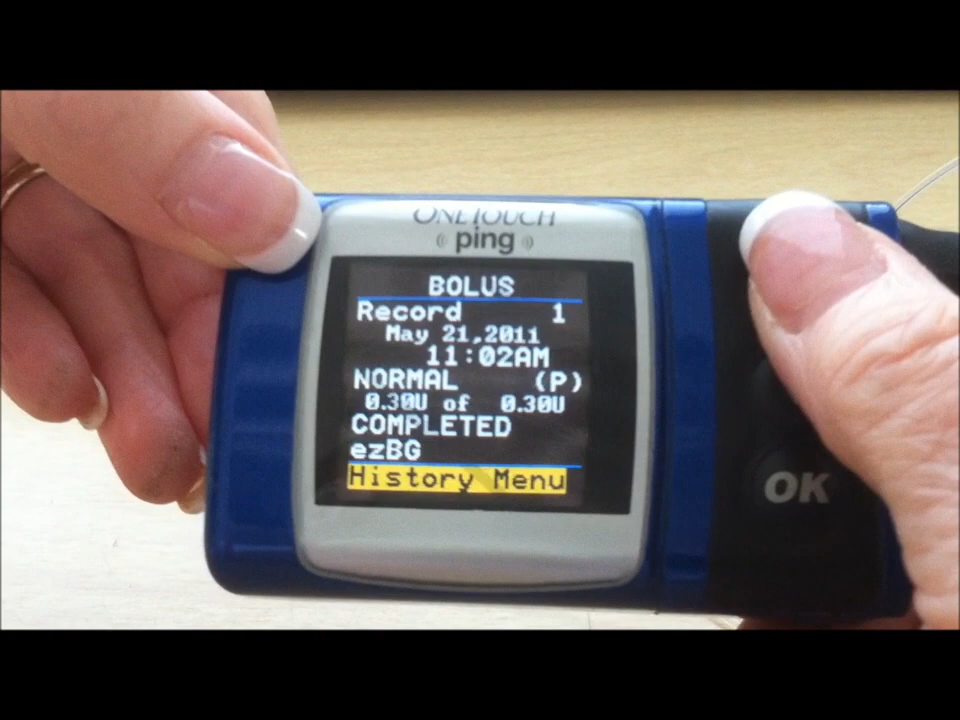 ONETOUCH
ping
BOLUS
Record 1
May 21,2011
11:02AM
NORMAL (P)
0.30U of 0.30U
COMPLETED
ezBG
History Menu
OK